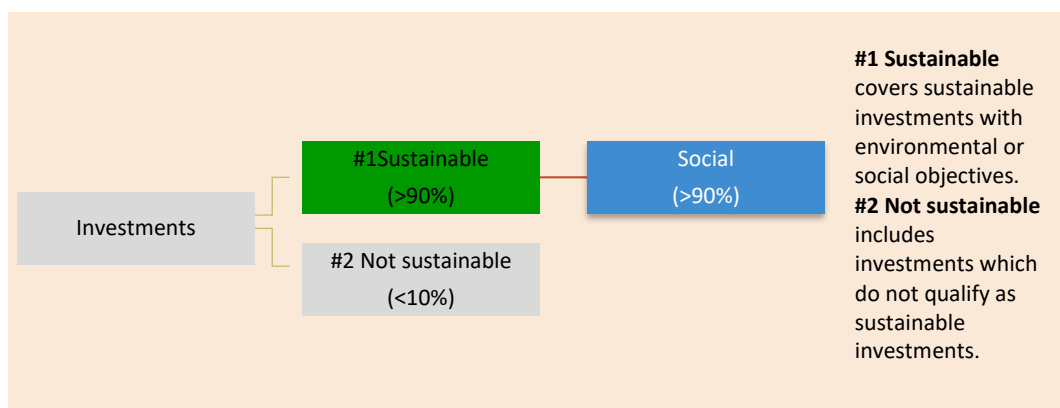 Investments
#1Sustainable
(>90%)
Social
(>90%)
#2 Not sustainable
(<10%)
#1 Sustainable
covers sustainable
investments with
environmental or
social objectives.
#2 Not sustainable
includes
investments which
do not qualify as
sustainable
investments.